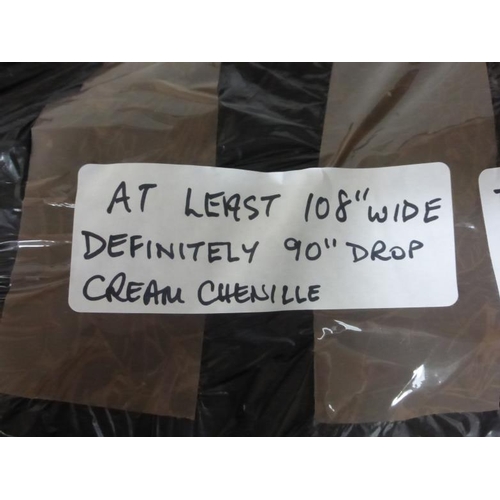 AT LEAST 108" WIDE
DEFINITELY 90" DROP
CREAM CHENILLE